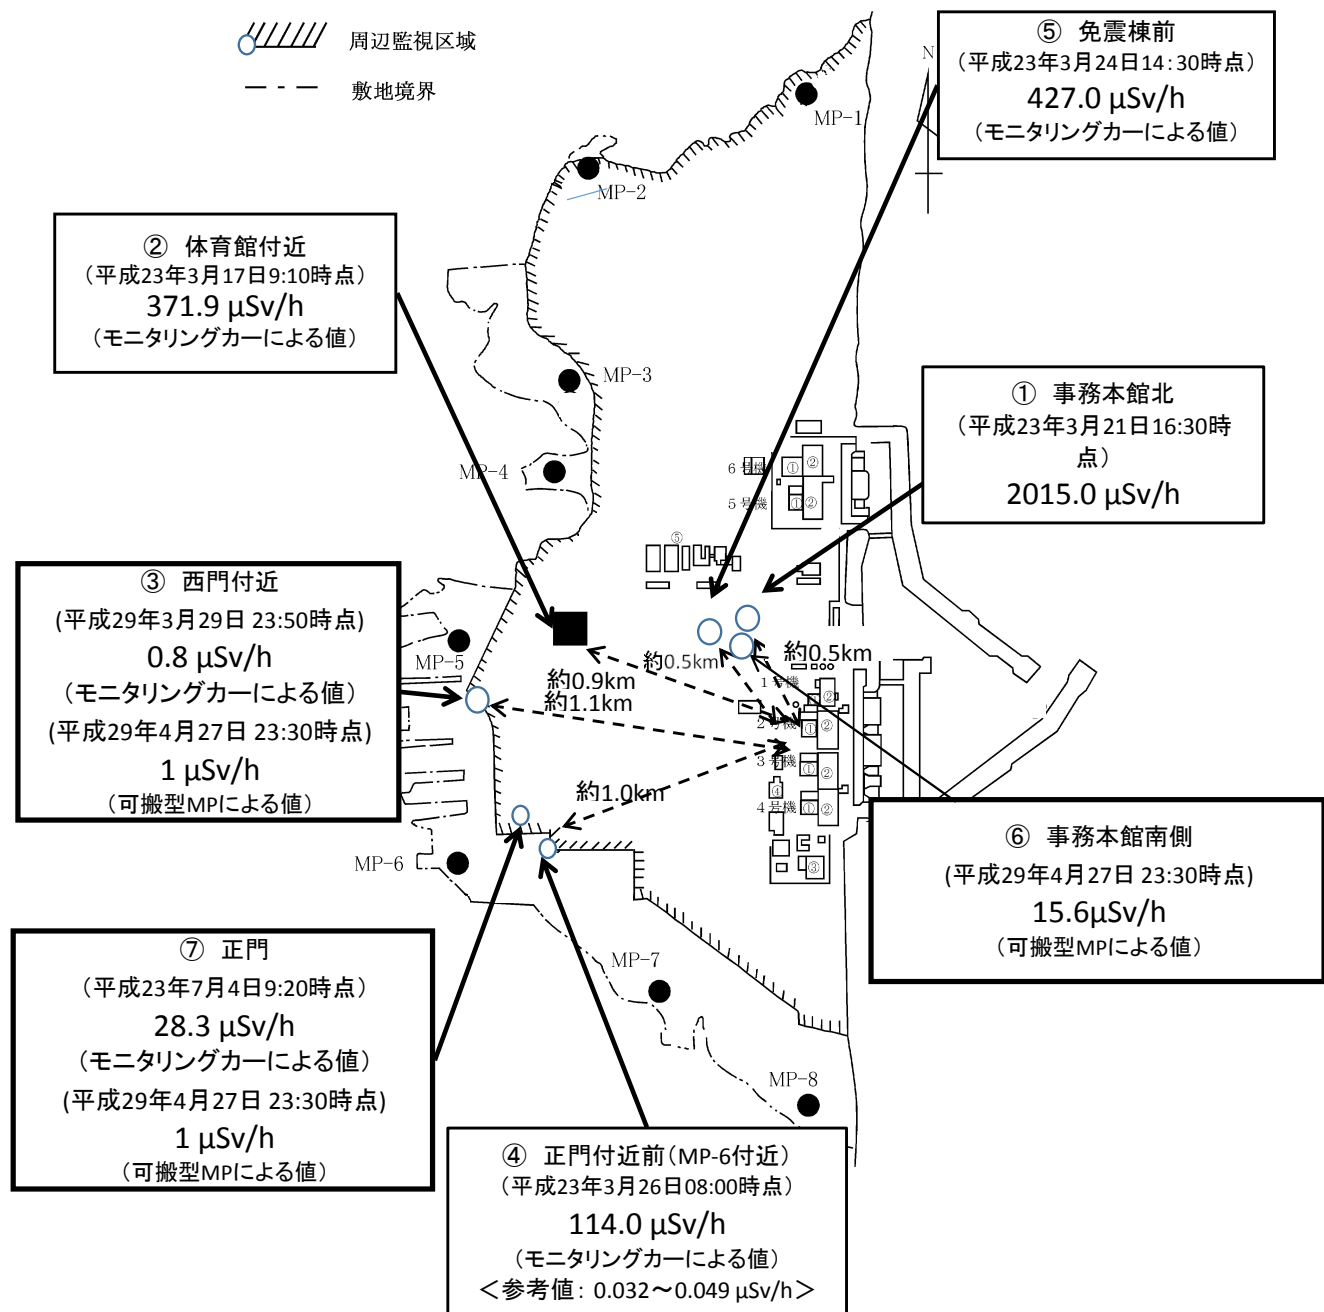 周辺監視区域
敷地境界
⑤ 免震棟前
(平成23年3月24日14:30時点)
427.0 μSv/h
(モニタリングカーによる値)
N
MP-1
MP-2
② 体育館付近
(平成23年3月17日9:10時点)
371.9 μSv/h
(モニタリングカーによる値)
MP-3
① 事務本館北
(平成23年3月21日16:30時
点)
2015.0 μSv/h
MP-4
6号機
① ②
5号機
① ②
⑤
③ 西門付近
(平成29年3月29日 23:50時点)
0.8 μSv/h
(モニタリングカーによる値)
(平成29年4月27日 23:30時点)
1 μSv/h
(可搬型MPによる値)
MP-5
約0.5km
約0.5km
約0.9km
約1.1km
1号機
②
2号機
① ②
3号機
① ②
約1.0km
④
4号機
① ②
③
MP-6
⑥ 事務本館南側
(平成29年4月27日 23:30時点)
15.6μSv/h
(可搬型MPによる値)
⑦ 正門
(平成23年7月4日9:20時点)
28.3 μSv/h
(モニタリングカーによる値)
(平成29年4月27日 23:30時点)
1 μSv/h
(可搬型MPによる値)
MP-7
MP-8
④ 正門付近前(MP-6付近)
(平成23年3月26日08:00時点)
114.0 μSv/h
(モニタリングカーによる値)
<参考値: 0.032~0.049 μSv/h>